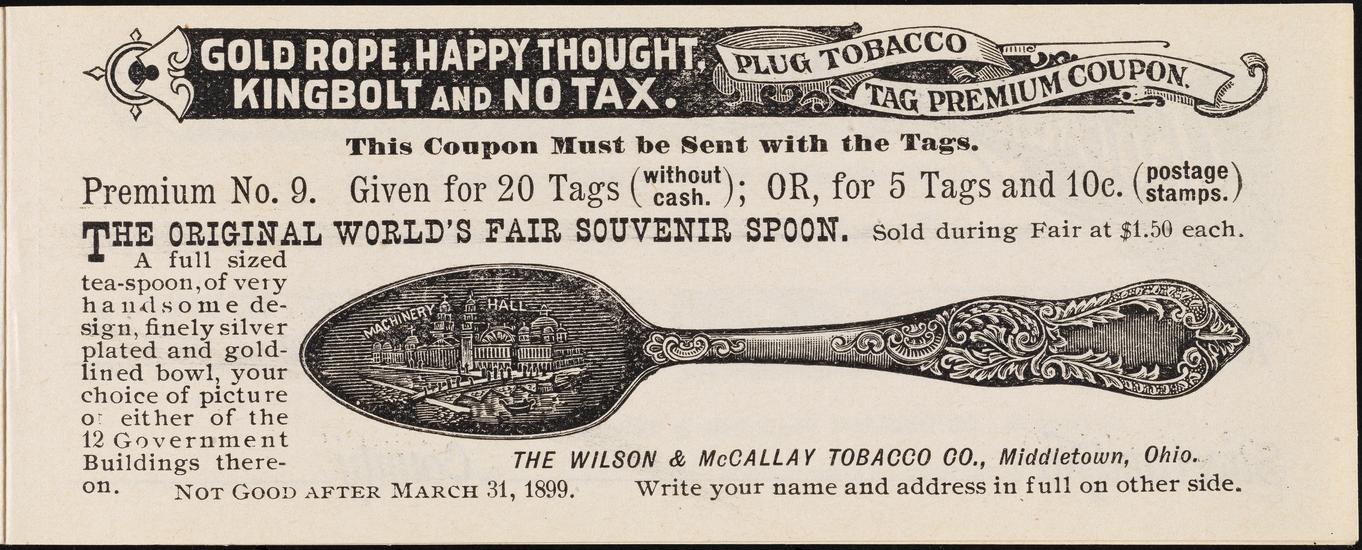 GOLD ROPE, HAPPY THOUGHT,
KINGBOLT AND NO TAX.
PLUG TOBACCO
TAG PREMIUM COUPON.
This Coupon Must be Sent with the Tags.
Premium No. 9. Given for 20 Tags (without cash.); OR, for 5 Tags and 10c. (postage stamps.)
THE ORIGINAL WORLD'S FAIR SOUVENIR SPOON. Sold during Fair at $1.50 each.
A full sized
tea-spoon, of very
handsome de-
sign, finely silver
plated and gold-
lined bowl, your
choice of picture
of either of the
12 Government
Buildings there-
on.
MACHINERY HALL
THE WILSON & McCALLAY TOBACCO CO., Middletown, Ohio.
NOT GOOD AFTER MARCH 31, 1899. Write your name and address in full on other side.